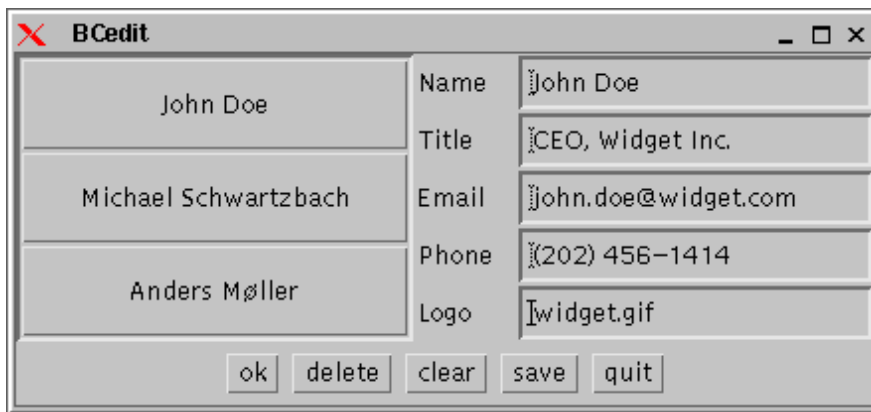 BCedit
John Doe
Michael Schwartzbach
Anders Møller
Name John Doe
Title CEO, Widget Inc.
Email john.doe@widget.com
Phone (202) 456-1414
Logo widget.gif
ok delete clear save quit